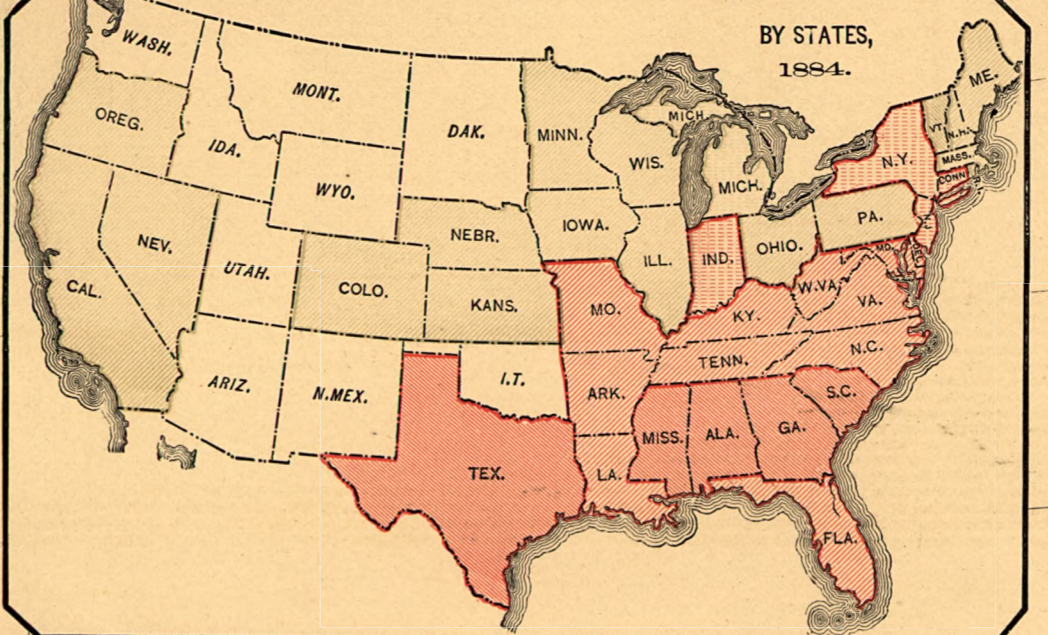 BY STATES,
1884.
WASH.
MONT.
DAK.
MINN.
MICH.
ME.
VT.
N.H.
OREG.
IDA.
WYO.
WIS.
MICH.
N.Y.
MASS.
CONN
NEV.
UTAH.
NEBR.
IOWA.
ILL.
IND.
OHIO.
PA.
MD.
DEL.
CAL.
COLO.
KANS.
MO.
KY.
W.VA.
VA.
ARIZ.
N.MEX.
I.T.
ARK.
TENN.
N.C.
S.C.
TEX.
LA.
MISS.
ALA.
GA.
FLA.